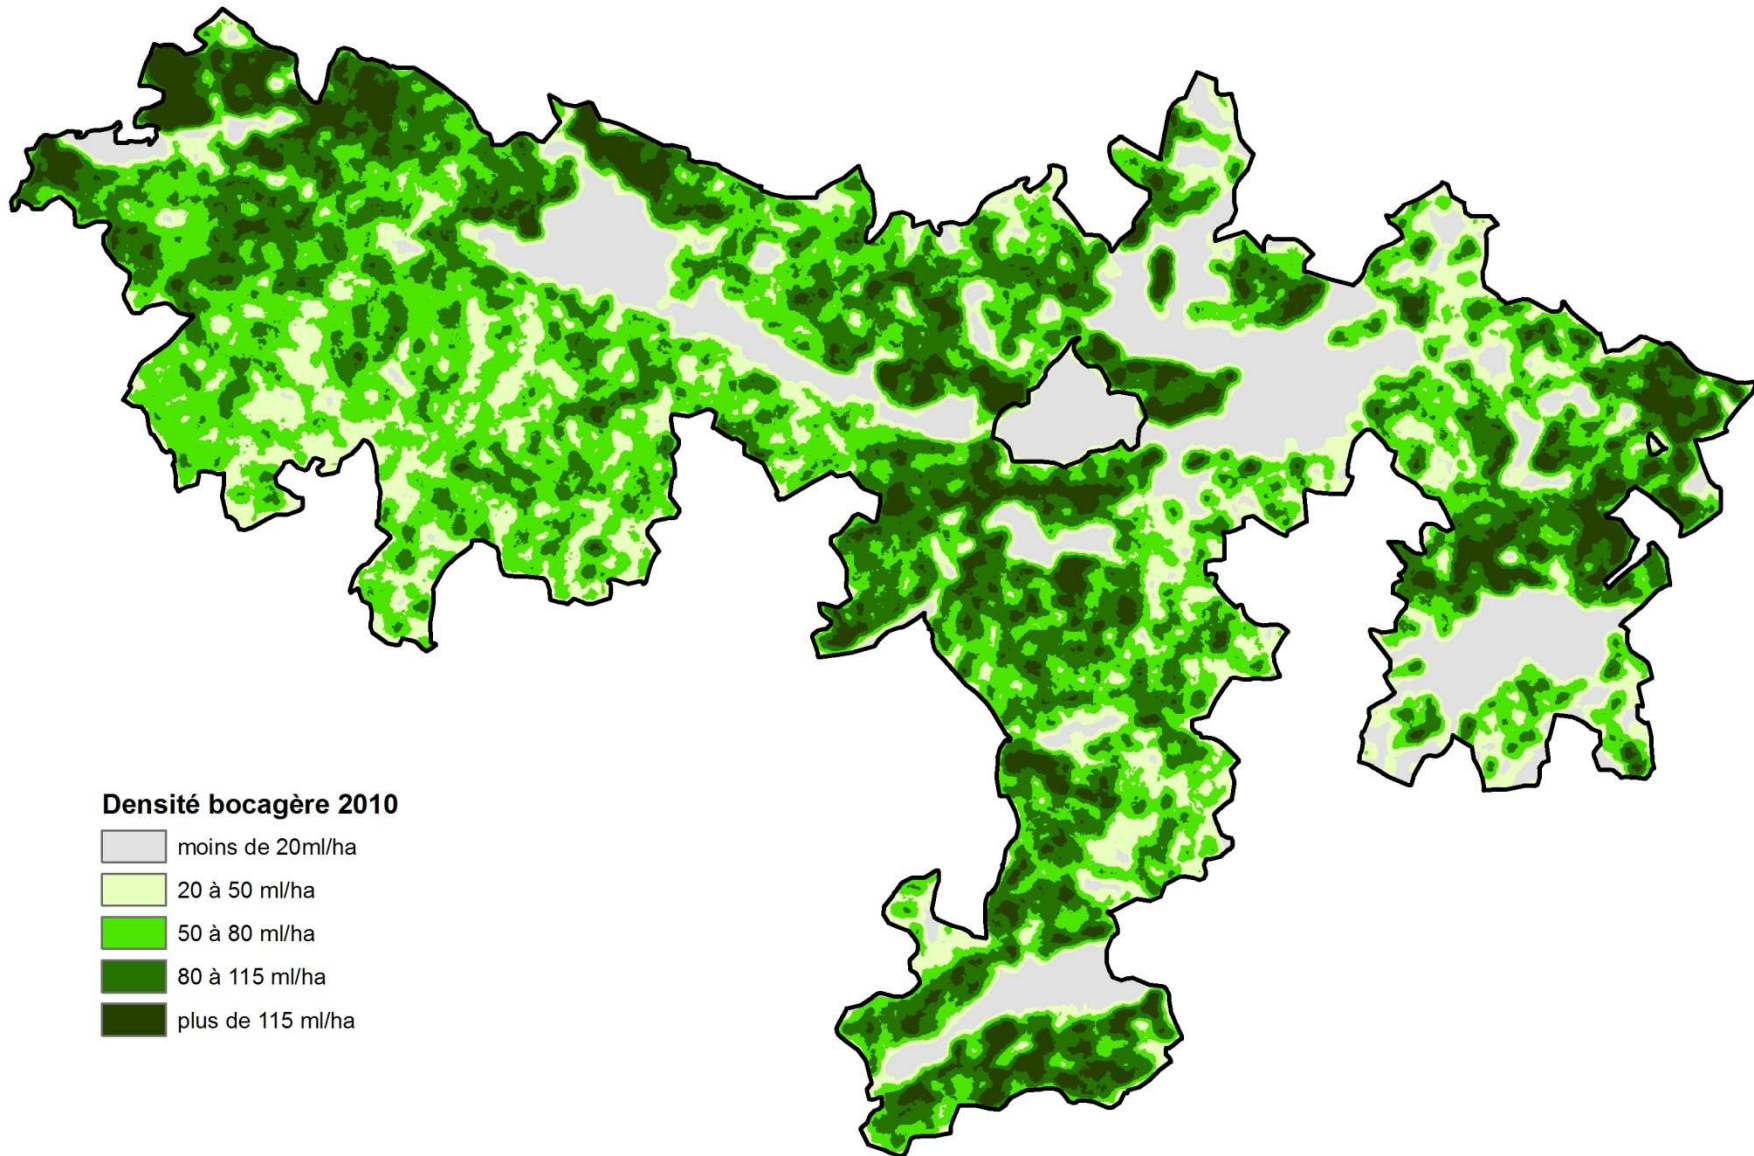 Densité bocagère 2010
moins de 20ml/ha
20 à 50 ml/ha
50 à 80 ml/ha
80 à 115 ml/ha
plus de 115 ml/ha